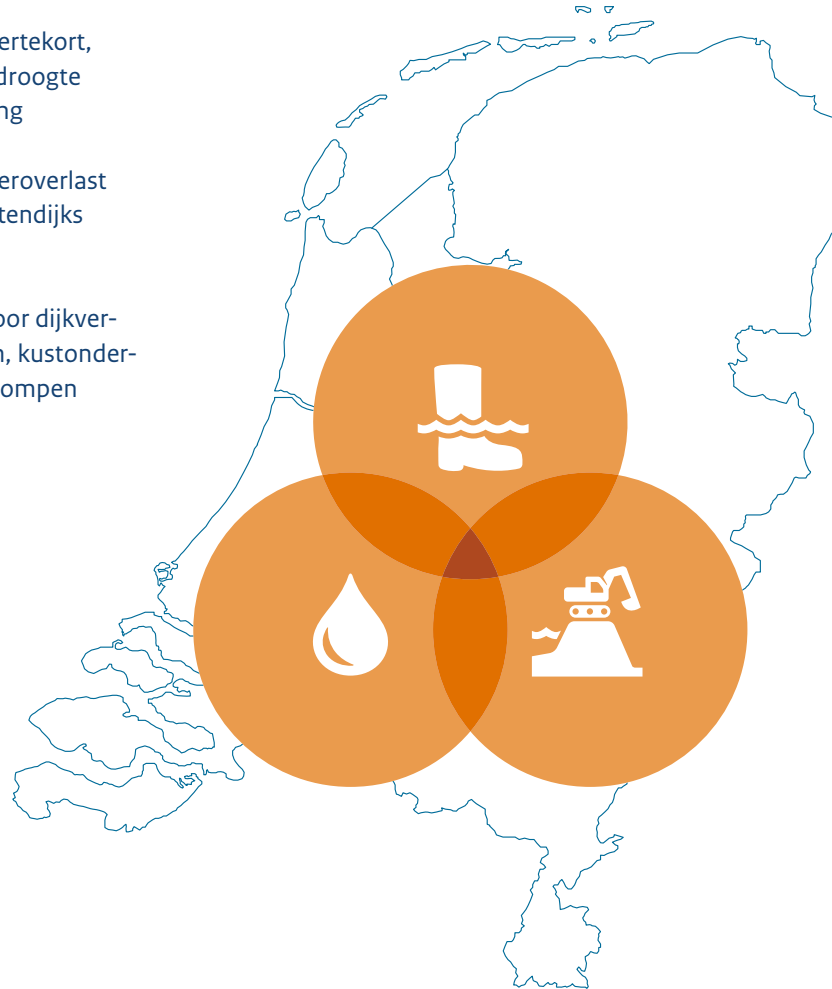 ertekort,
droogte
ng
eroverlast
tendijks
oor dijkver-
n, kustonder-
ompen